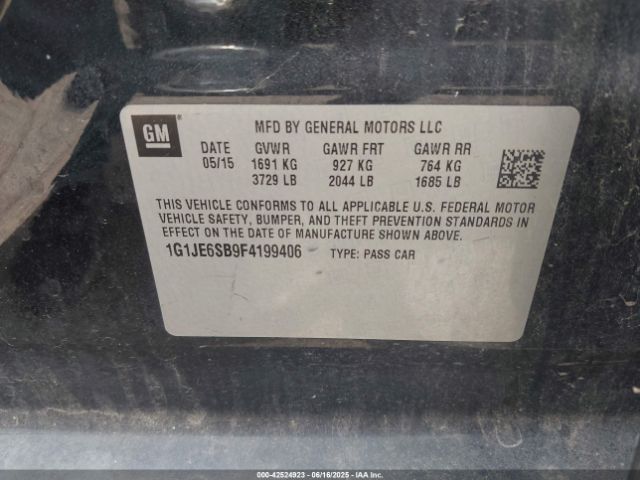 GM
MFD BY GENERAL MOTORS LLC
DATE GVWR GAWR FRT GAWR RR
05/15 1691 KG 927 KG 764 KG
3729 LB 2044 LB 1685 LB
THIS VEHICLE CONFORMS TO ALL APPLICABLE U.S. FEDERAL MOTOR
VEHICLE SAFETY, BUMPER, AND THEFT PREVENTION STANDARDS IN
EFFECT ON THE DATE OF MANUFACTURE SHOWN ABOVE.
1G1JE6SB9F4199406 TYPE: PASS CAR
000-42524923 - 06/16/2025 - IAA Inc.